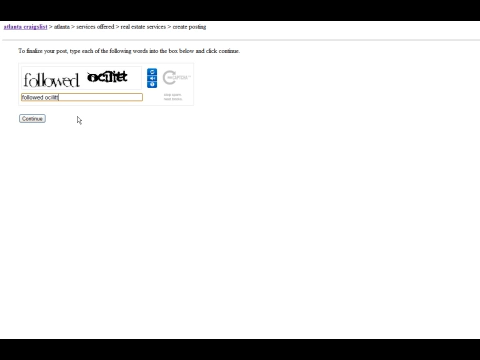 atlanta craigslist > atlanta > services offered > real estate services > create posting
To finalize your post, type each of the following words into the box below and click continue.
followed ocilitt
followed ocilitt
Continue